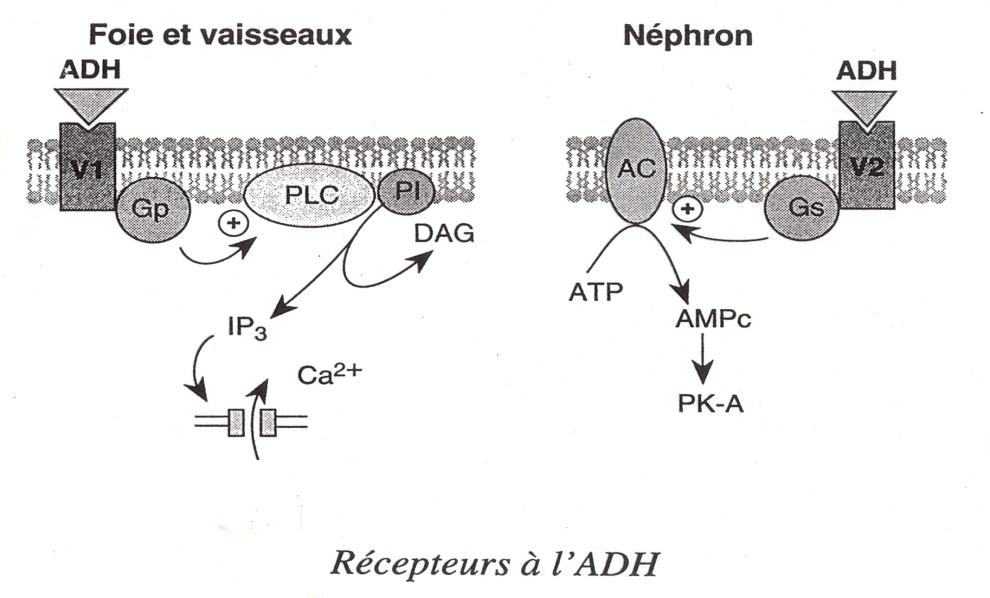 Foie et vaisseaux
ADH
V1
Gp
+
PLC
PI
DAG
IP3
Ca2+
Néphron
ADH
AC
V2
+
Gs
ATP
AMPc
PK-A
Récepteurs à l'ADH